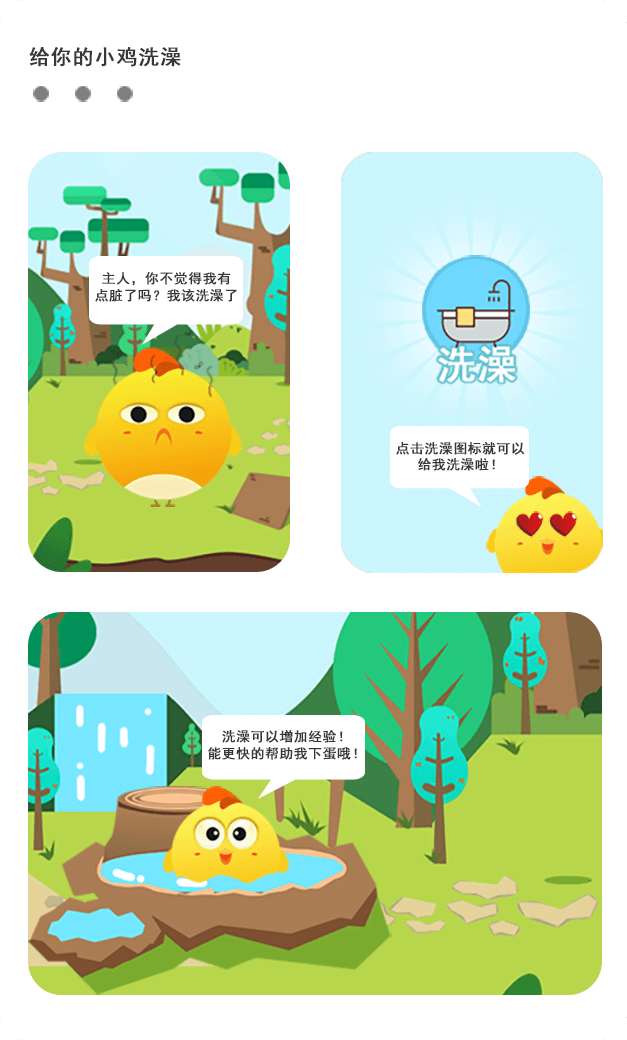 给你的小鸡洗澡
主人，你不觉得我有
点脏了吗？我该洗澡了
洗澡
点击洗澡图标就可以
给我洗澡啦！
洗澡可以增加经验！
能更快的帮助我下蛋哦！